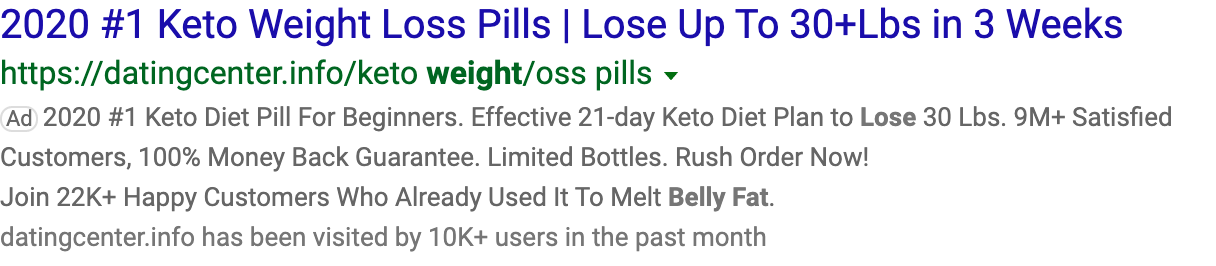 2020 #1 Keto Weight Loss Pills | Lose Up To 30+Lbs in 3 Weeks
https://datingcenter.info/keto weight/oss pills
Ad 2020 #1 Keto Diet Pill For Beginners. Effective 21-day Keto Diet Plan to Lose 30 Lbs. 9M+ Satisfied
Customers, 100% Money Back Guarantee. Limited Bottles. Rush Order Now!
Join 22K+ Happy Customers Who Already Used It To Melt Belly Fat.
datingcenter.info has been visited by 10K+ users in the past month